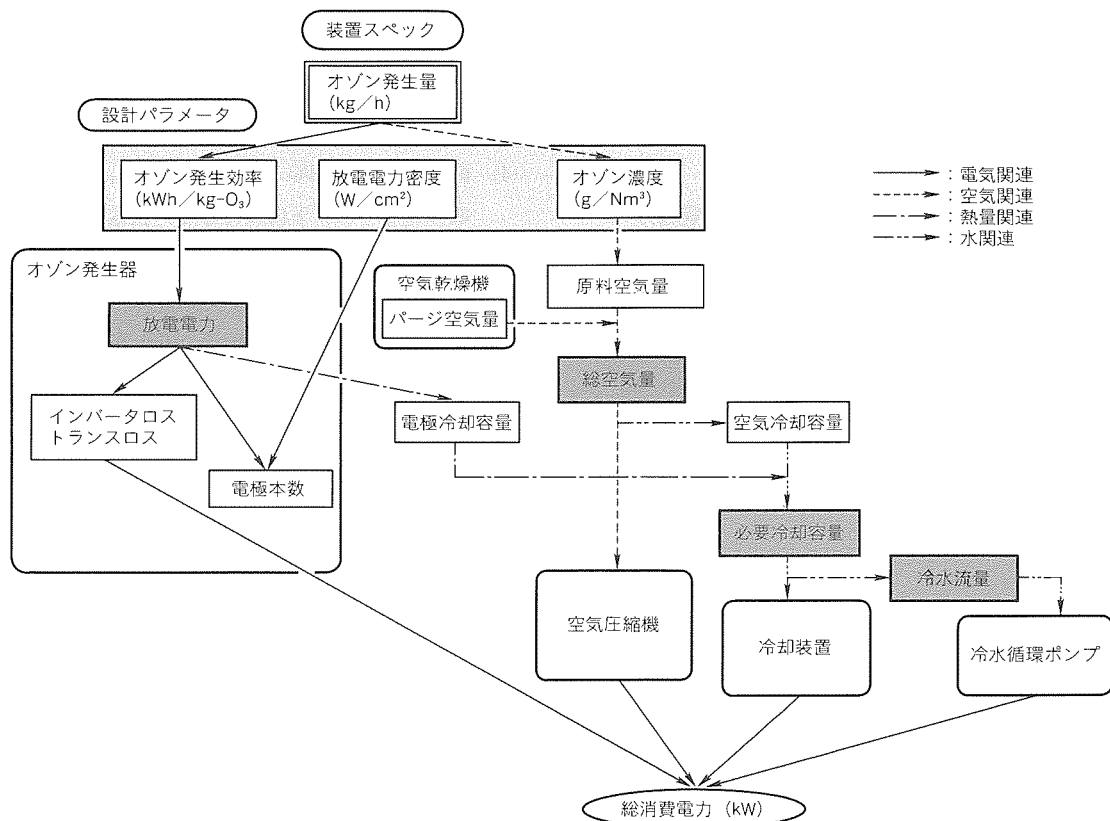 装置スペック
オゾン発生量
(kg/h)
設計パラメータ
オゾン発生効率
(kWh/kg-O₃)
放電電力密度
(W/cm²)
オゾン濃度
(g/Nm³)
:電気関連
:空気関連
:熱量関連
:水関連
オゾン発生器
放電電力
空気乾燥機
パージ空気量
原料空気量
総空気量
インバータロス
トランスロス
電極冷却容量
空気冷却容量
電極本数
必要冷却容量
冷水流量
空気圧縮機
冷却装置
冷水循環ポンプ
総消費電力(kW)